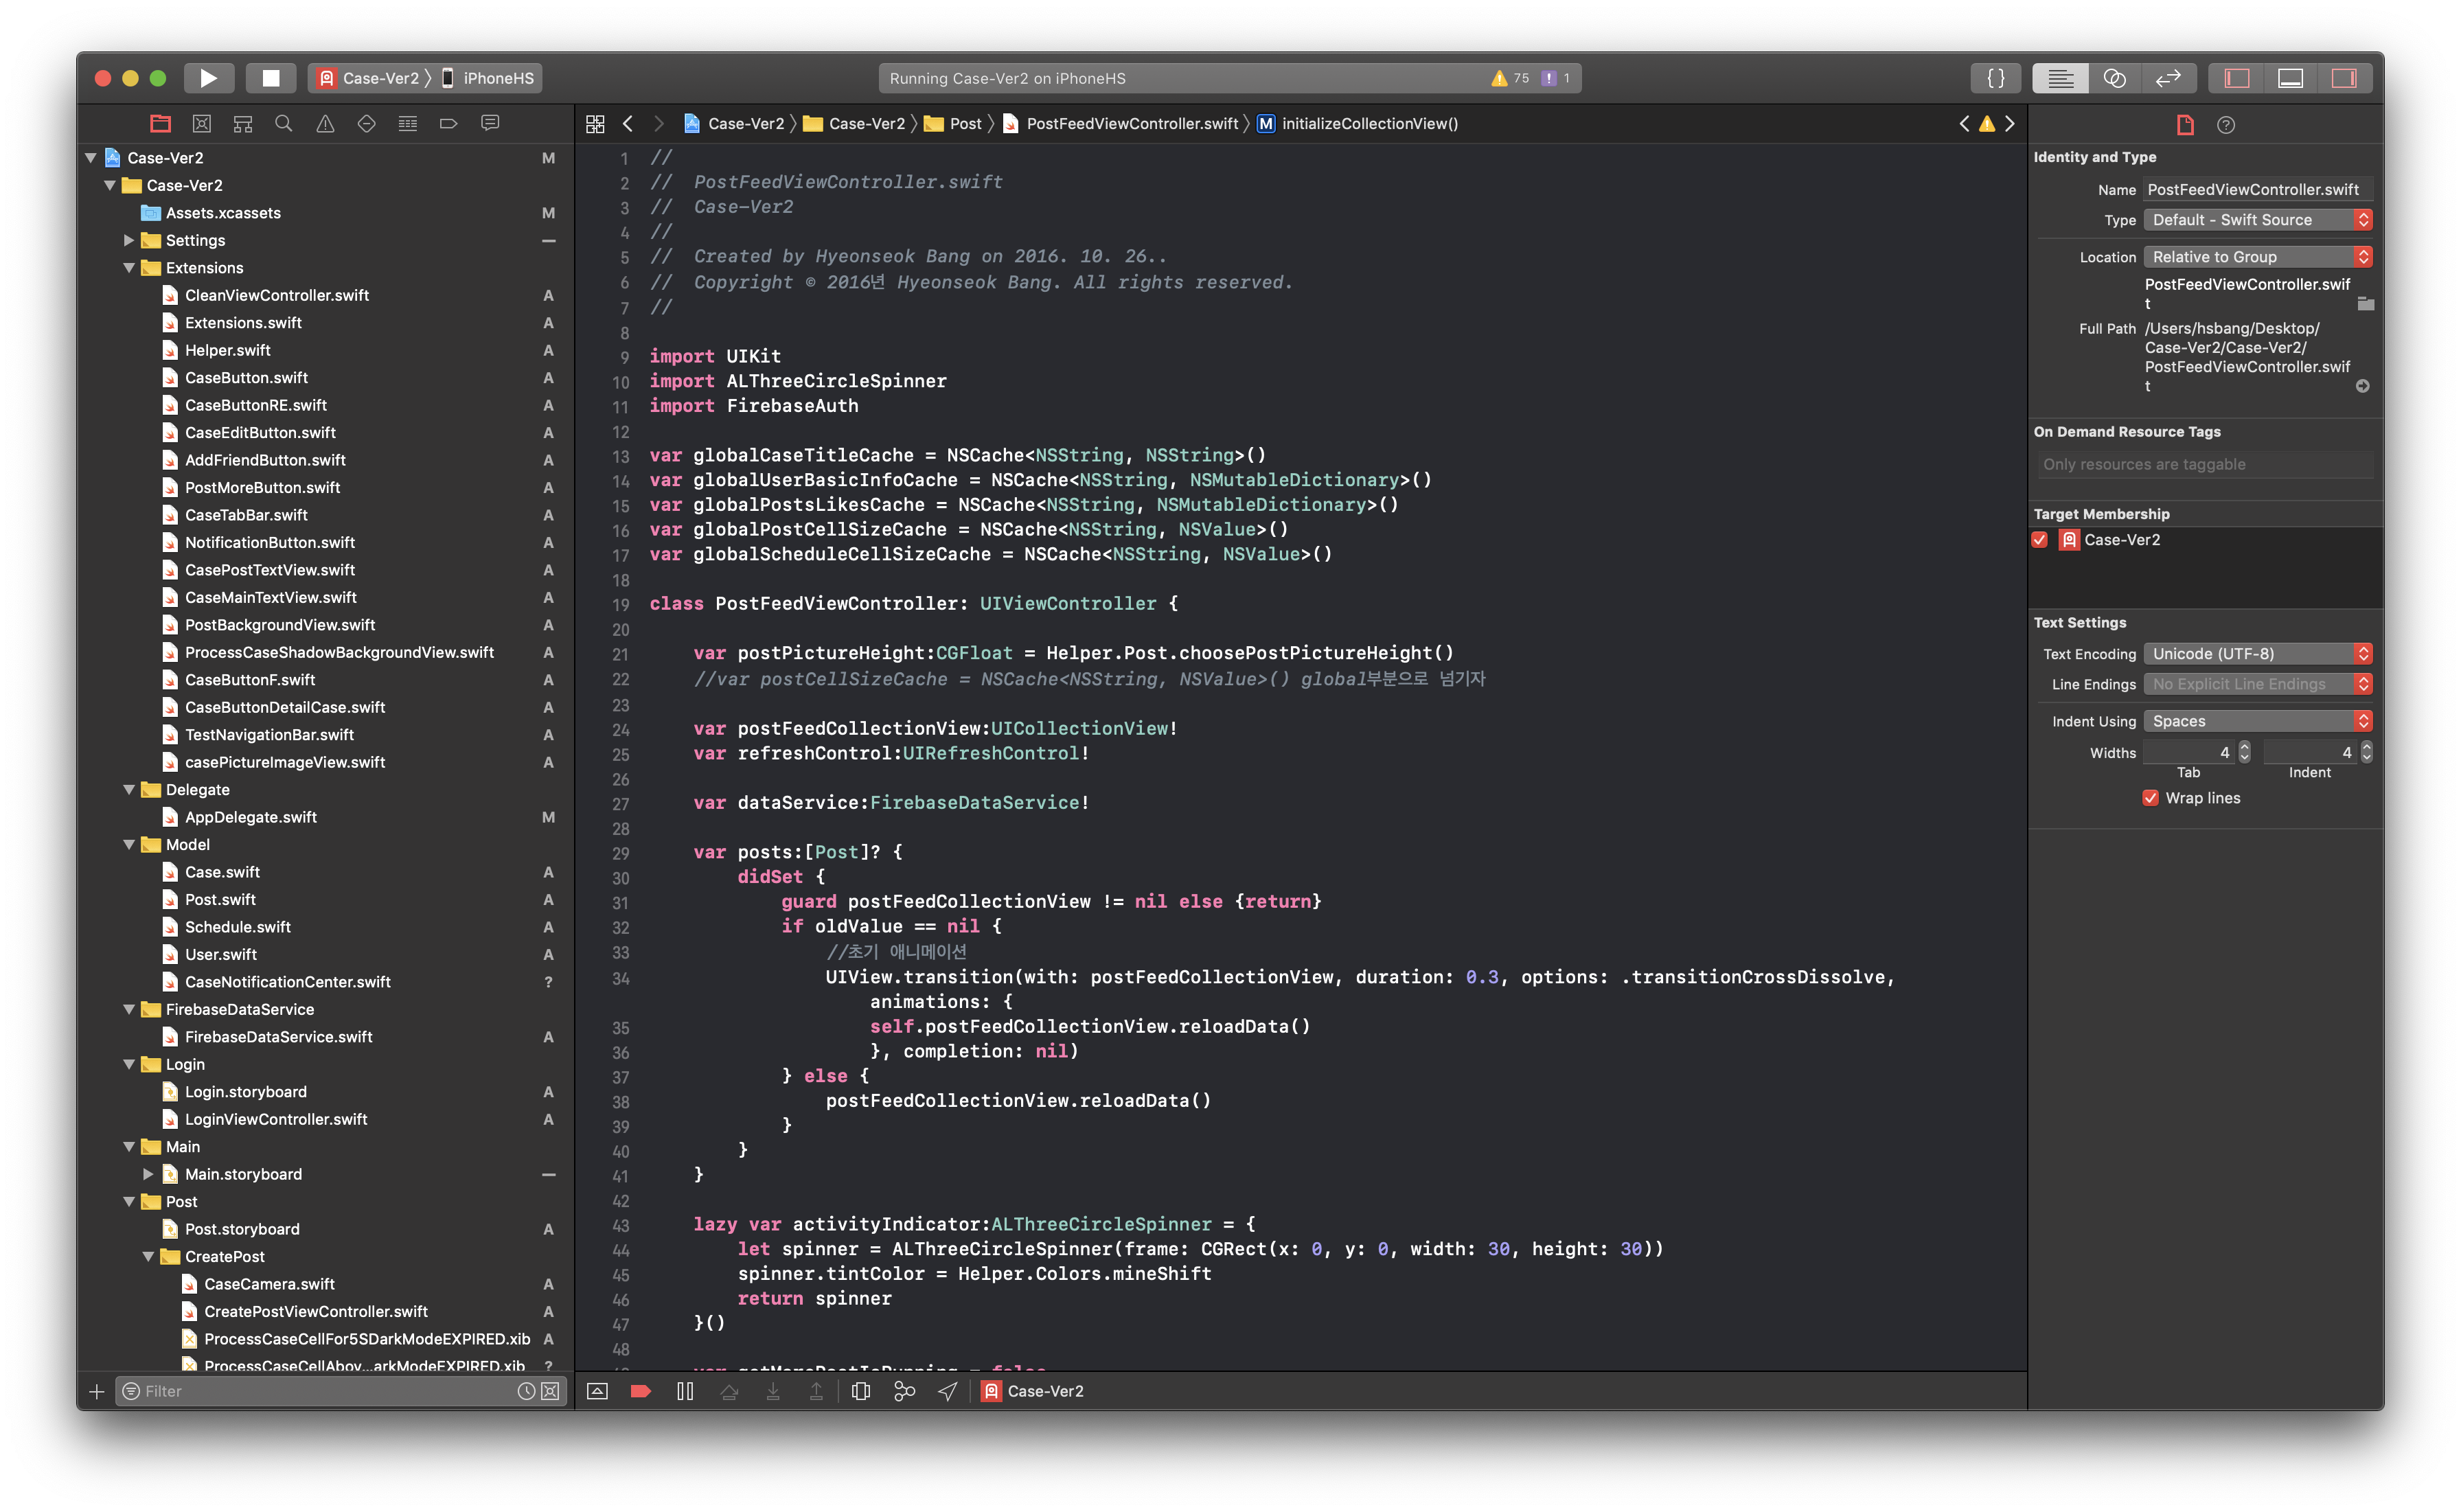 Case-Ver2 iPhoneHS
Running Case-Ver2 on iPhoneHS 75 1
Case-Ver2 M
Case-Ver2
Assets.xcassets M
Settings
Extensions
CleanViewController.swift A
Extensions.swift A
Helper.swift A
CaseButton.swift A
CaseButtonRE.swift A
CaseEditButton.swift A
AddFriendButton.swift A
PostMoreButton.swift A
CaseTabBar.swift A
NotificationButton.swift A
CasePostTextView.swift A
CaseMainTextView.swift A
PostBackgroundView.swift A
ProcessCaseShadowBackgroundView.swift A
CaseButtonF.swift A
CaseButtonDetailCase.swift A
TestNavigationBar.swift A
casePictureImageView.swift A
Delegate
AppDelegate.swift M
Model
Case.swift A
Post.swift A
Schedule.swift A
User.swift A
CaseNotificationCenter.swift ?
FirebaseDataService
FirebaseDataService.swift A
Login
Login.storyboard A
LoginViewController.swift A
Main
Main.storyboard
Post
Post.storyboard A
CreatePost
CaseCamera.swift A
CreatePostViewController.swift A
ProcessCaseCellFor5SDarkModeEXPIRED.xib A
ProcessCaseCellAbov...arkModeEXPIRED.xib ?
Filter
Case-Ver2 Case-Ver2 Post PostFeedViewController.swift M initializeCollectionView()
1 //
2 //  PostFeedViewController.swift
3 //  Case-Ver2
4 //
5 //  Created by Hyeonseok Bang on 2016. 10. 26..
6 //  Copyright © 2016년 Hyeonseok Bang. All rights reserved.
7 //
8
9 import UIKit
10 import ALThreeCircleSpinner
11 import FirebaseAuth
12
13 var globalCaseTitleCache = NSCache<NSString, NSString>()
14 var globalUserBasicInfoCache = NSCache<NSString, NSMutableDictionary>()
15 var globalPostsLikesCache = NSCache<NSString, NSMutableDictionary>()
16 var globalPostCellSizeCache = NSCache<NSString, NSValue>()
17 var globalScheduleCellSizeCache = NSCache<NSString, NSValue>()
18
19 class PostFeedViewController: UIViewController {
20
21     var postPictureHeight:CGFloat = Helper.Post.choosePostPictureHeight()
22     //var postCellSizeCache = NSCache<NSString, NSValue>() global부분으로 넘기자
23
24     var postFeedCollectionView:UICollectionView!
25     var refreshControl:UIRefreshControl!
26
27     var dataService:FirebaseDataService!
28
29     var posts:[Post]? {
30         didSet {
31             guard postFeedCollectionView != nil else {return}
32             if oldValue == nil {
33                 //초기 애니메이션
34                 UIView.transition(with: postFeedCollectionView, duration: 0.3, options: .transitionCrossDissolve,
                    animations: {
35                     self.postFeedCollectionView.reloadData()
36                     }, completion: nil)
37             } else {
38                 postFeedCollectionView.reloadData()
39             }
40         }
41     }
42
43     lazy var activityIndicator:ALThreeCircleSpinner = {
44         let spinner = ALThreeCircleSpinner(frame: CGRect(x: 0, y: 0, width: 30, height: 30))
45         spinner.tintColor = Helper.Colors.mineShift
46         return spinner
47     }()
48
    var getMorePostIsRunning = false
Case-Ver2
Identity and Type
Name PostFeedViewController.swift
Type Default - Swift Source
Location Relative to Group
PostFeedViewController.swif
t
Full Path /Users/hsbang/Desktop/
Case-Ver2/Case-Ver2/
PostFeedViewController.swif
t
On Demand Resource Tags
Only resources are taggable
Target Membership
Case-Ver2
Text Settings
Text Encoding Unicode (UTF-8)
Line Endings No Explicit Line Endings
Indent Using Spaces
Widths 4 4
Tab Indent
Wrap lines